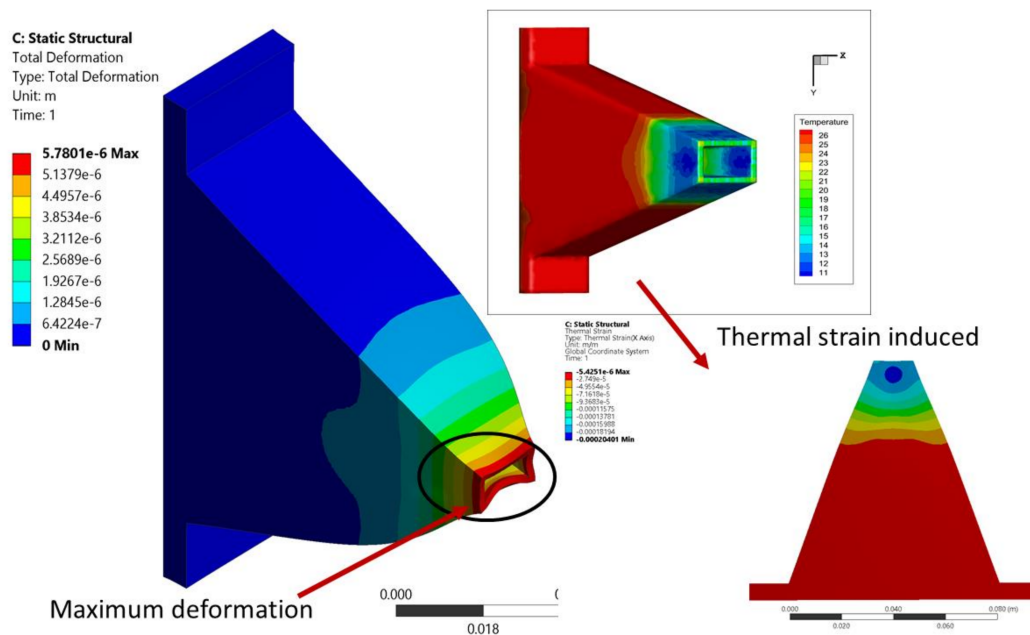 C: Static Structural
Total Deformation
Type: Total Deformation
Unit: m
Time: 1
5.7801e-6 Max
5.1379e-6
4.4957e-6
3.8534e-6
3.2112e-6
2.5689e-6
1.9267e-6
1.2845e-6
6.4224e-7
0 Min
X
Y
Temperature
26
25
24
23
22
21
20
19
18
17
16
15
14
13
12
11
C: Static Structural
Thermal Strain
Type: Thermal Strain(X Axis)
Unit: m/m
Global Coordinate System
Time: 1
-5.4251e-6 Max
-2.749e-5
-4.9554e-5
-7.1618e-5
-9.3683e-5
-0.00011575
-0.00013781
-0.00015988
-0.00018194
-0.00020401 Min
Thermal strain induced
Maximum deformation
0.000
0.018
0.000 0.040 0.080 (m)
0.020 0.060